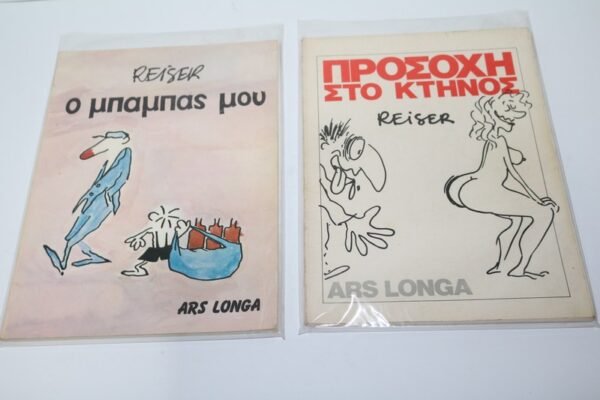 REISER
ο μπαμπας μου
ARS LONGA
ΠΡΟΣΟΧΗ
ΣΤΟ ΚΤΗΝΟΣ
REISER
ARS LONGA